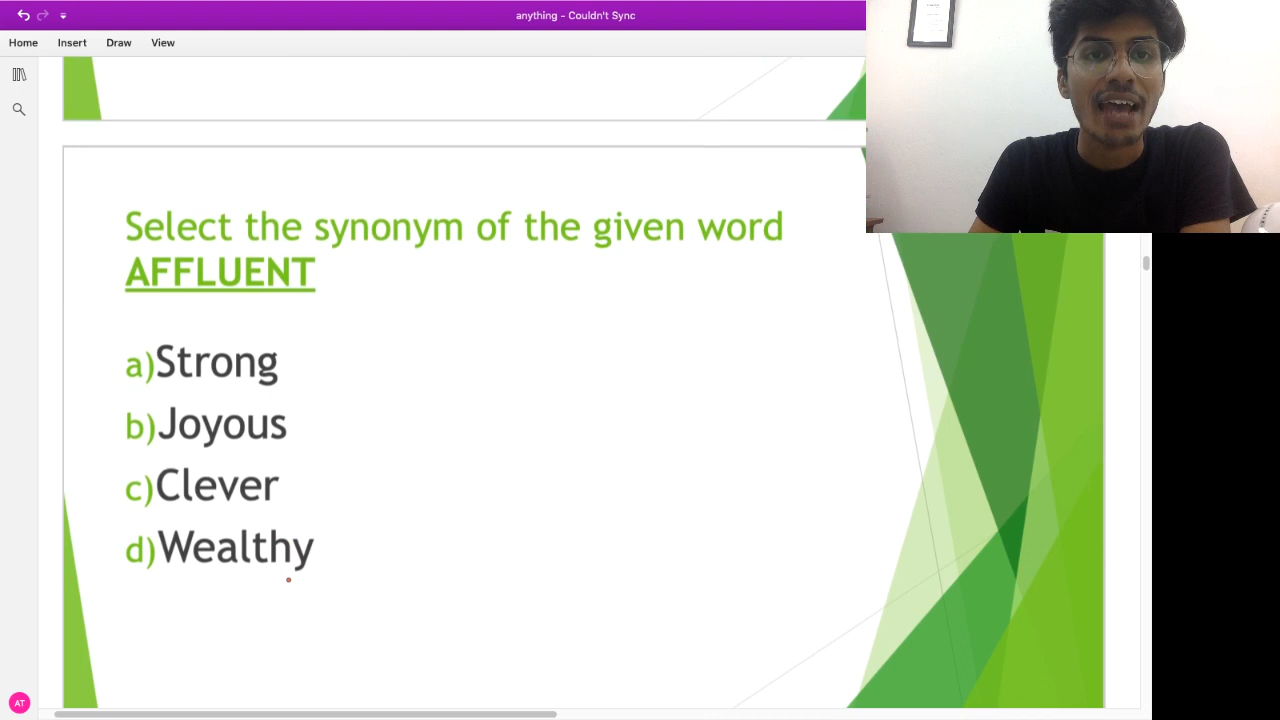 anything - Couldn't Sync
Home Insert Draw View
Select the synonym of the given word
AFFLUENT
a)Strong
b)Joyous
c)Clever
d)Wealthy
AT